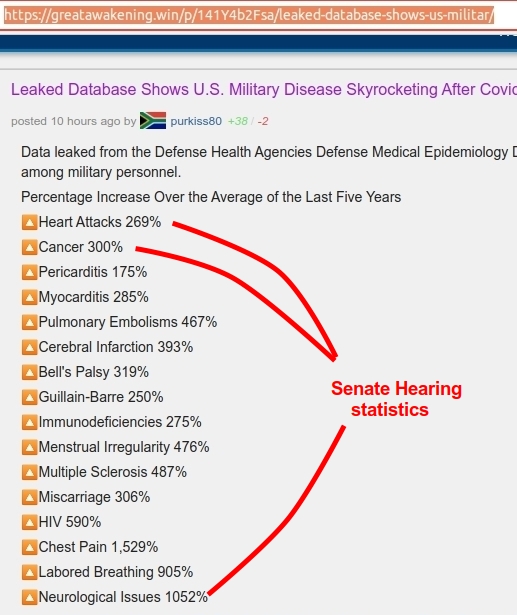 https://greatawakening.win/p/141Y4b2Fsa/leaked-database-shows-us-militar/
Leaked Database Shows U.S. Military Disease Skyrocketing After Covid
posted 10 hours ago by purkiss80 +38 / -2
Data leaked from the Defense Health Agencies Defense Medical Epidemiology
among military personnel.
Percentage Increase Over the Average of the Last Five Years
Heart Attacks 269%
Cancer 300%
Pericarditis 175%
Myocarditis 285%
Pulmonary Embolisms 467%
Cerebral Infarction 393%
Bell's Palsy 319%
Guillain-Barre 250%
Immunodeficiencies 275%
Menstrual Irregularity 476%
Multiple Sclerosis 487%
Miscarriage 306%
HIV 590%
Chest Pain 1,529%
Labored Breathing 905%
Neurological Issues 1052%
Senate Hearing
statistics